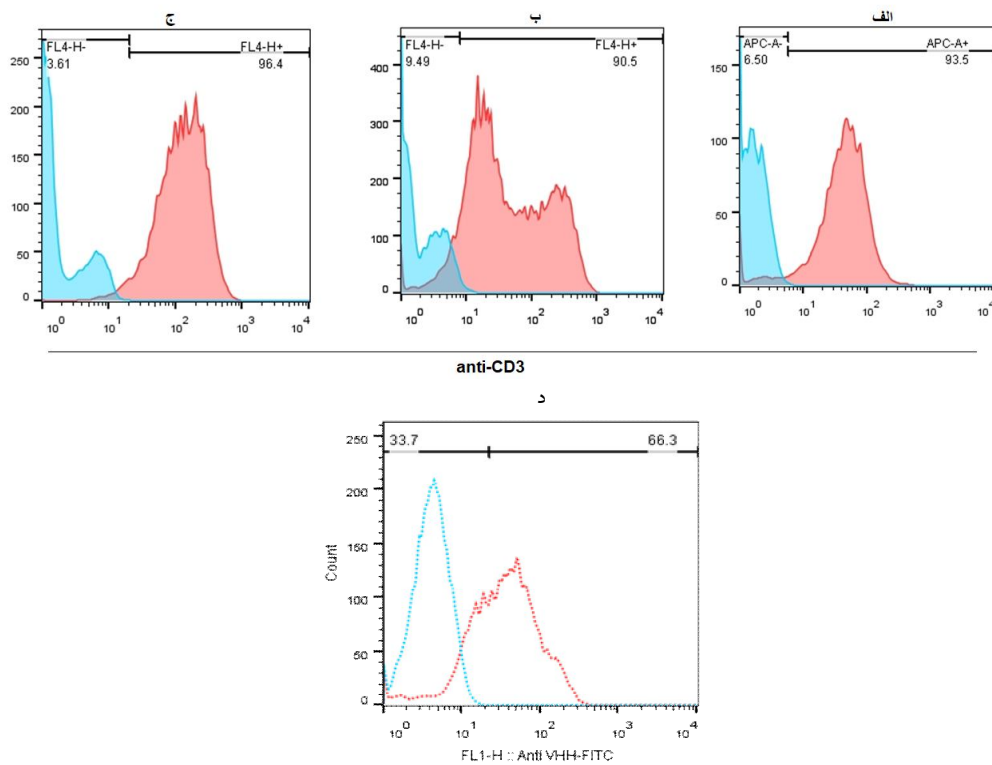 ج
ب
الف
FL4-H- FL4-H+
3.61 96.4
250
200
150
100
50
0
10⁰ 10¹ 10² 10³ 10⁴
FL4-H- FL4-H+
9.49 90.5
400
300
200
100
0
10⁰ 10¹ 10² 10³ 10⁴
APC-A- APC-A+
6.50 93.5
150
100
50
0
10⁰ 10¹ 10² 10³ 10⁴
anti-CD3
د
33.7 66.3
250
200
150
100
50
0
Count
10⁰ 10¹ 10² 10³ 10⁴
FL1-H :: Anti VHH-FITC